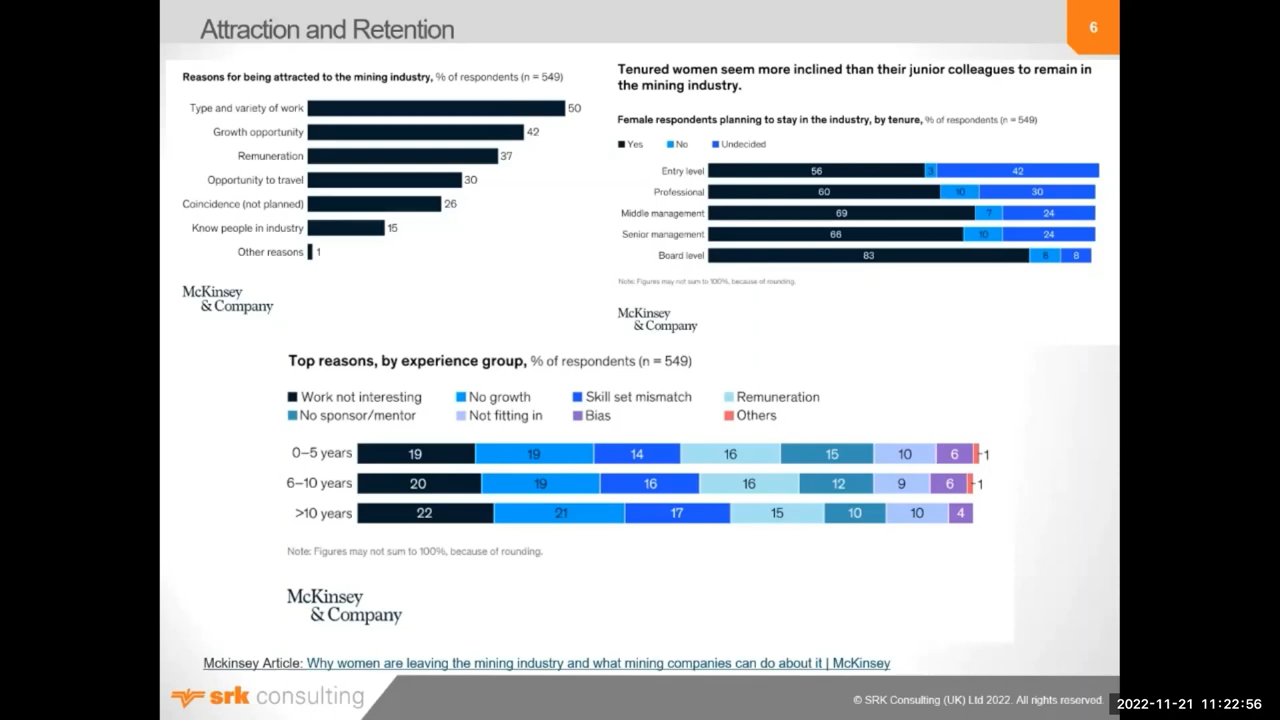 Attraction and Retention
6
Reasons for being attracted to the mining industry, % of respondents (n = 549)
Type and variety of work 50
Growth opportunity 42
Remuneration 37
Opportunity to travel 30
Coincidence (not planned) 26
Know people in industry 15
Other reasons 1
McKinsey
& Company
Tenured women seem more inclined than their junior colleagues to remain in
the mining industry.
Female respondents planning to stay in the industry, by tenure, % of respondents (n = 549)
Yes No Undecided
Entry level 56 3 42
Professional 60 10 30
Middle management 69 7 24
Senior management 66 10 24
Board level 83 8
Note: Figures may not sum to 100%, because of rounding.
McKinsey
& Company
Top reasons, by experience group, % of respondents (n = 549)
Work not interesting No growth Skill set mismatch Remuneration
No sponsor/mentor Not fitting in Bias Others
0–5 years 19 19 14 16 15 10 6 1
6–10 years 20 19 16 16 12 9 6 1
>10 years 22 21 17 15 10 10 4
Note: Figures may not sum to 100%, because of rounding.
McKinsey
& Company
Mckinsey Article: Why women are leaving the mining industry and what mining companies can do about it | McKinsey
srk consulting
© SRK Consulting (UK) Ltd 2022. All rights reserved.
2022-11-21 11:22:56